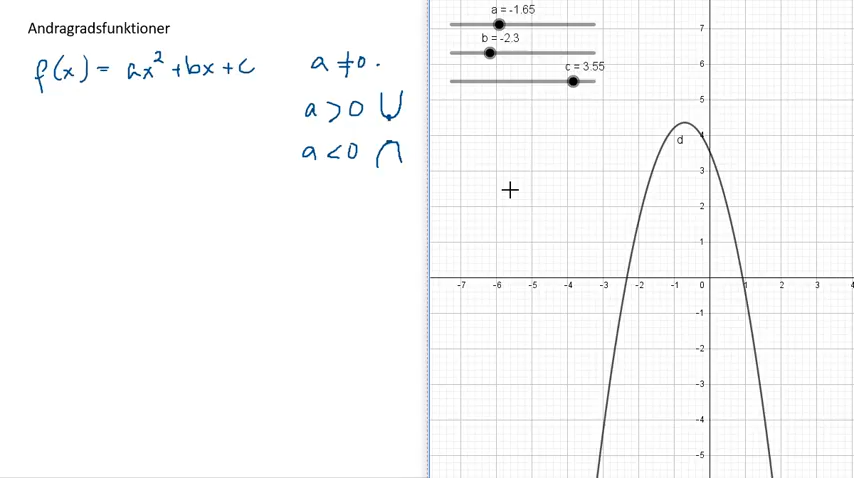 Andragradsfunktioner
f(x) = ax² + bx + c
a ≠ 0.
a > 0
a < 0
a = -1.65
b = -2.3
c = 3.55
d
7
6
5
4
3
2
1
-7 -6 -5 -4 -3 -2 -1 0 1 2 3 4
-1
-2
-3
-4
-5